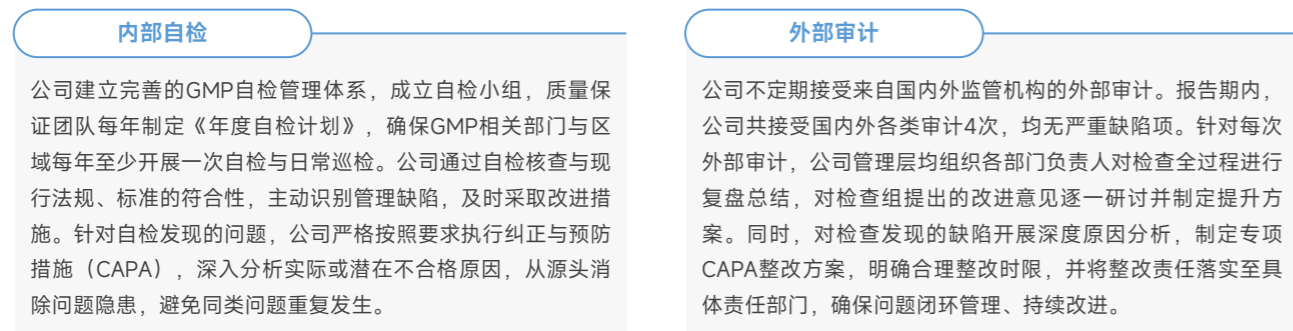 内部自检
公司建立完善的GMP自检管理体系，成立自检小组，质量保
证团队每年制定《年度自检计划》，确保GMP相关部门与区
域每年至少开展一次自检与日常巡检。公司通过自检核查与现
行法规、标准的符合性，主动识别管理缺陷，及时采取改进措
施。针对自检发现的问题，公司严格按照要求执行纠正与预防
措施（CAPA），深入分析实际或潜在不合格原因，从源头消
除问题隐患，避免同类问题重复发生。
外部审计
公司不定期接受来自国内外监管机构的外部审计。报告期内，
公司共接受国内外各类审计4次，均无严重缺陷项。针对每次
外部审计，公司管理层均组织各部门负责人对检查全过程进行
复盘总结，对检查组提出的改进意见逐一研讨并制定提升方
案。同时，对检查发现的缺陷开展深度原因分析，制定专项
CAPA整改方案，明确合理整改时限，并将整改责任落实至具
体责任部门，确保问题闭环管理、持续改进。